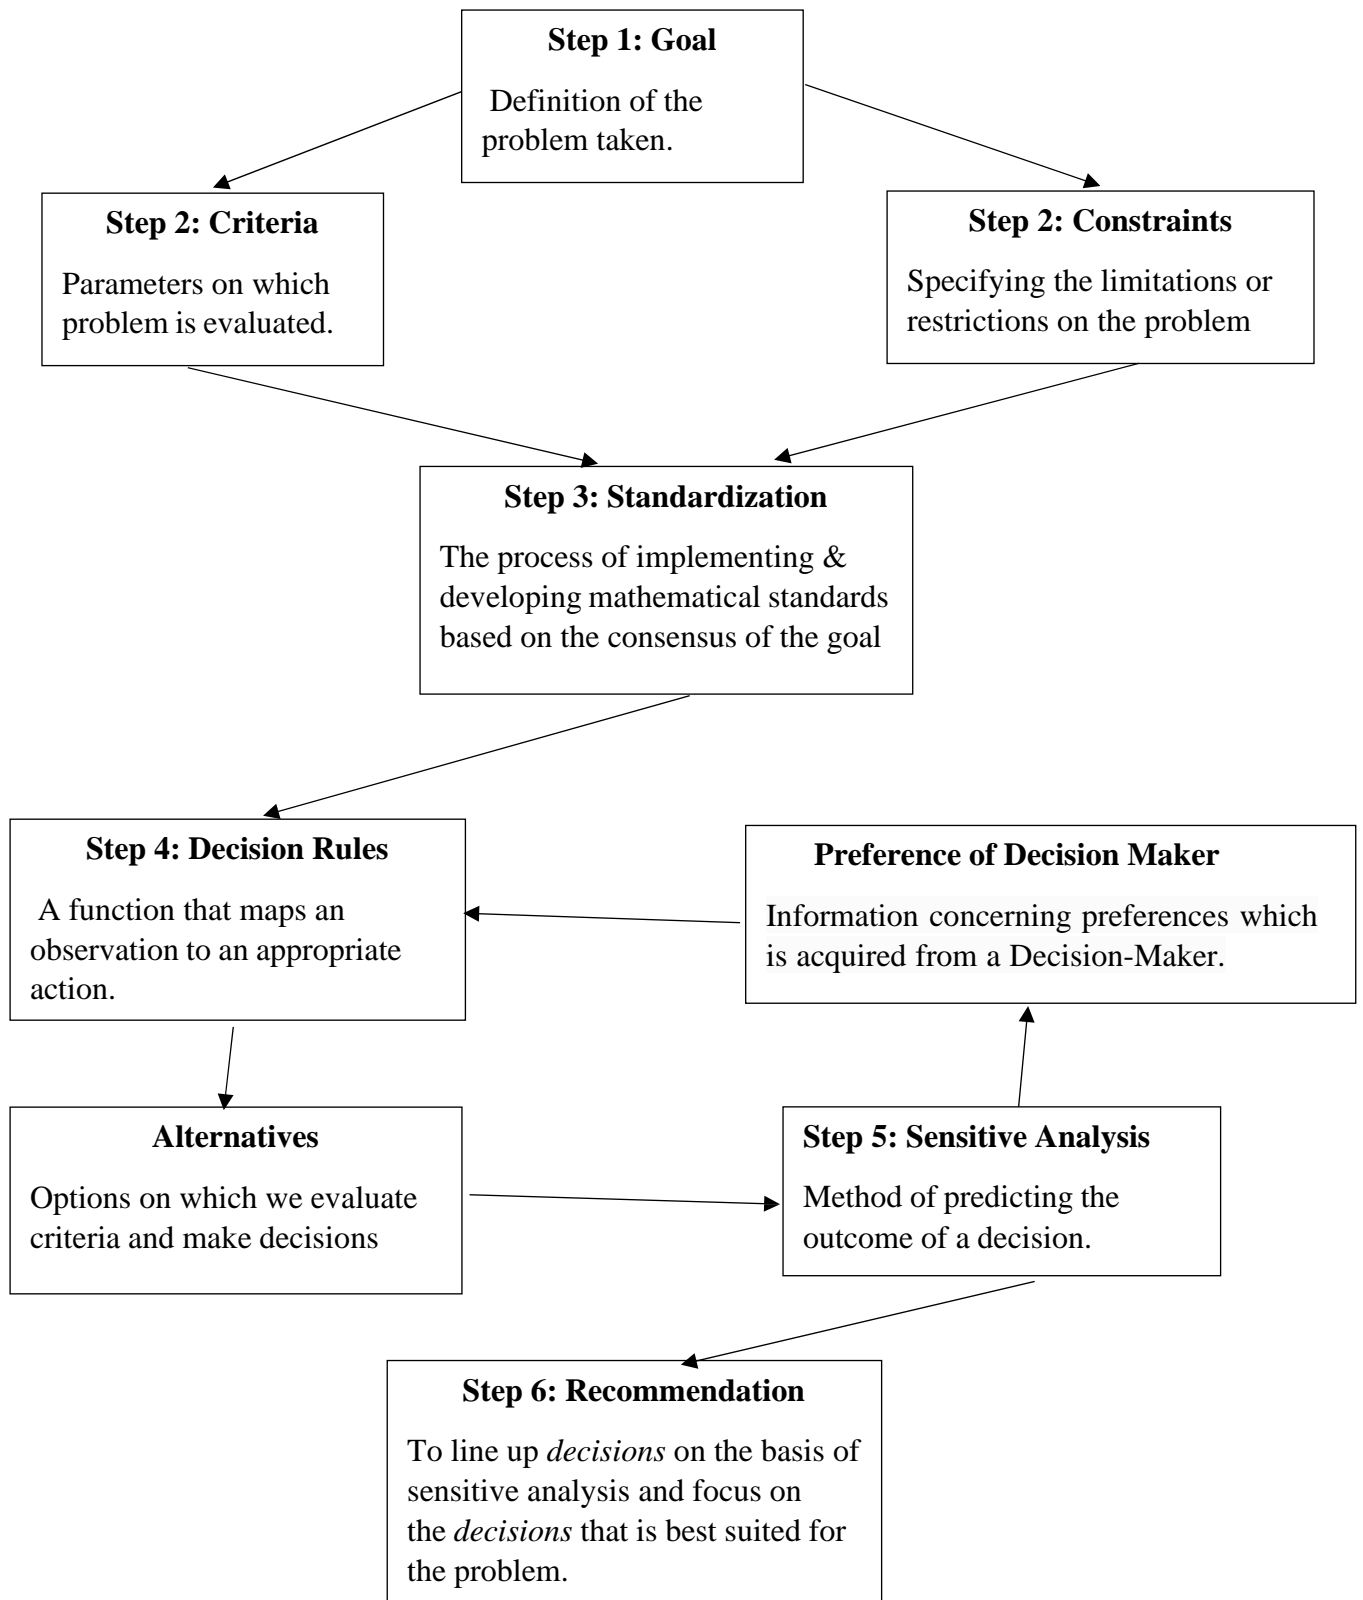 Step 1: Goal
Definition of the
problem taken.
Step 2: Criteria
Parameters on which
problem is evaluated.
Step 2: Constraints
Specifying the limitations or
restrictions on the problem
Step 3: Standardization
The process of implementing &
developing mathematical standards
based on the consensus of the goal
Step 4: Decision Rules
A function that maps an
observation to an appropriate
action.
Preference of Decision Maker
Information concerning preferences which
is acquired from a Decision-Maker.
Alternatives
Options on which we evaluate
criteria and make decisions
Step 5: Sensitive Analysis
Method of predicting the
outcome of a decision.
Step 6: Recommendation
To line up decisions on the basis of
sensitive analysis and focus on
the decisions that is best suited for
the problem.